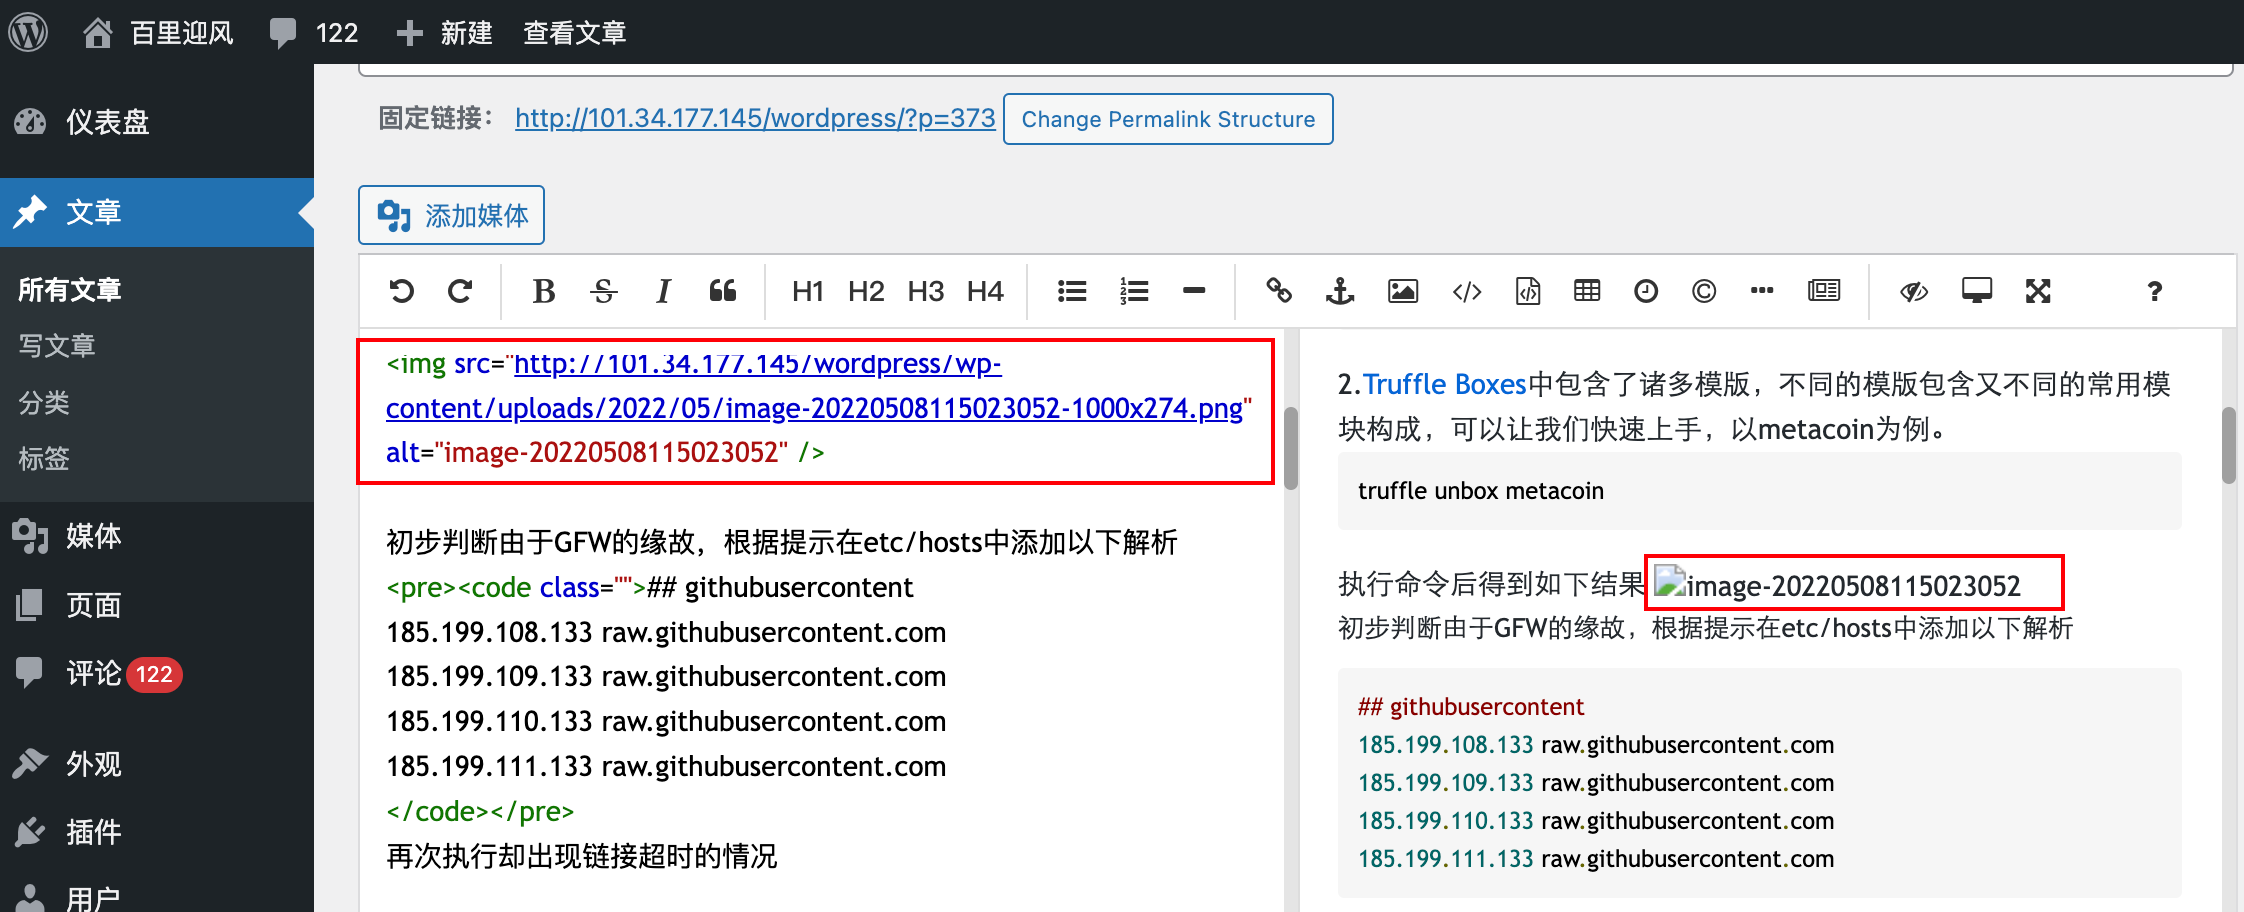 百里迎风 122 新建 查看文章
仪表盘
文章
所有文章
写文章
分类
标签
媒体
页面
评论 122
外观
插件
用户
固定链接： http://101.34.177.145/wordpress/?p=373 Change Permalink Structure
添加媒体
B S I H1 H2 H3 H4 ?
<img src="http://101.34.177.145/wordpress/wp-
content/uploads/2022/05/image-20220508115023052-1000x274.png"
alt="image-20220508115023052" />
初步判断由于GFW的缘故，根据提示在etc/hosts中添加以下解析
<pre><code class="">## githubusercontent
185.199.108.133 raw.githubusercontent.com
185.199.109.133 raw.githubusercontent.com
185.199.110.133 raw.githubusercontent.com
185.199.111.133 raw.githubusercontent.com
</code></pre>
再次执行却出现链接超时的情况
2.Truffle Boxes中包含了诸多模版，不同的模版包含又不同的常用模
块构成，可以让我们快速上手，以metacoin为例。
truffle unbox metacoin
执行命令后得到如下结果 image-20220508115023052
初步判断由于GFW的缘故，根据提示在etc/hosts中添加以下解析
## githubusercontent
185.199.108.133 raw.githubusercontent.com
185.199.109.133 raw.githubusercontent.com
185.199.110.133 raw.githubusercontent.com
185.199.111.133 raw.githubusercontent.com